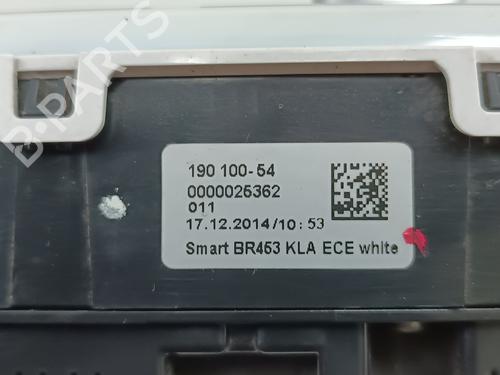 B-PARTS
190 100-54
0000025362
011
17.12.2014/10:53
Smart BR453 KLA ECE white